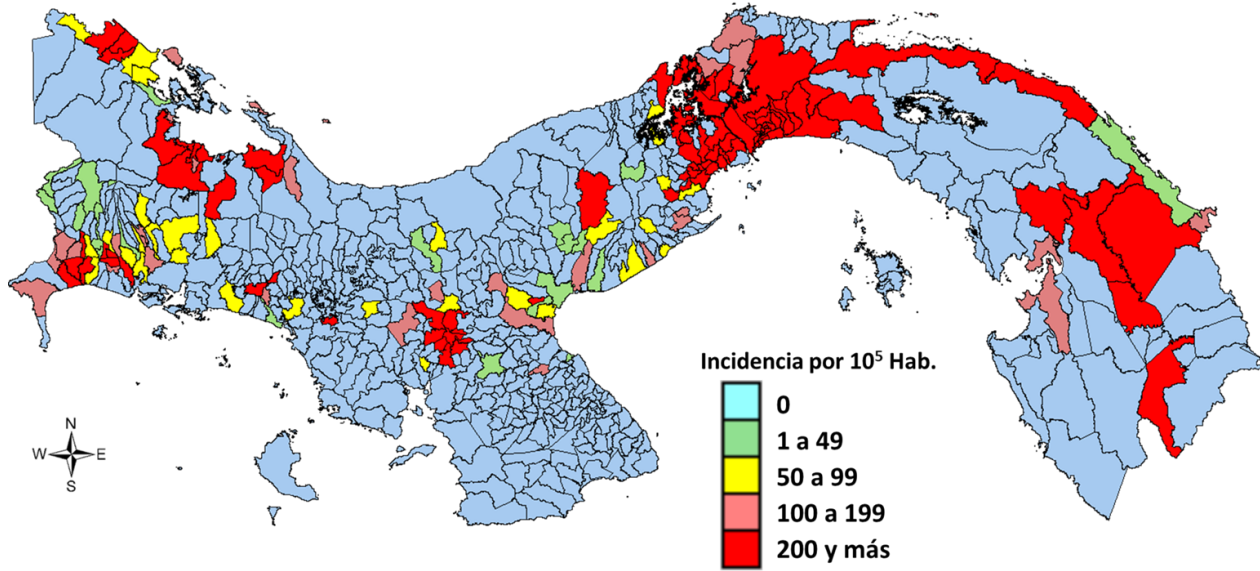 Incidencia por 10⁵ Hab.
0
1 a 49
50 a 99
100 a 199
200 y más
N
W E
S